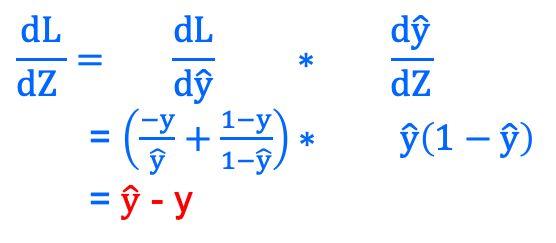 dL/dZ = dL/dŷ * dŷ/dZ
= (-y/ŷ + 1-y/1-ŷ) * ŷ(1 − ŷ)
= ŷ - y